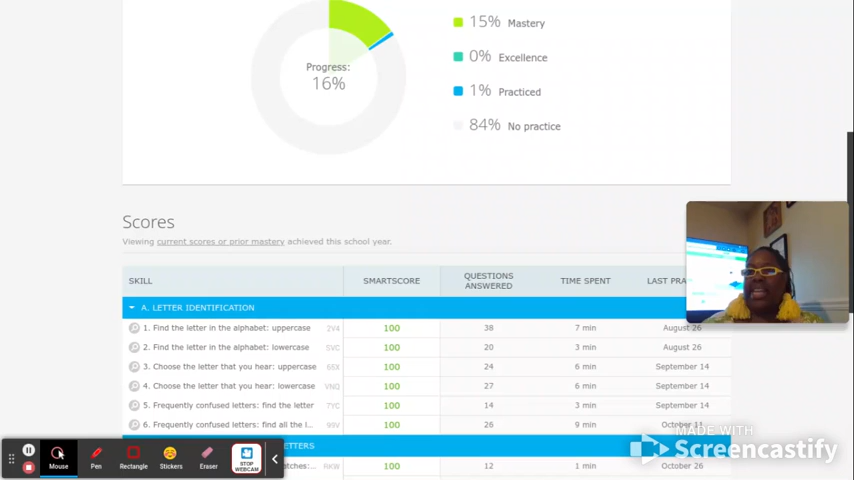 15% Mastery
0% Excellence
1% Practiced
84% No practice
Progress:
16%
Scores
Viewing current scores or prior mastery achieved this school year.
SKILL SMARTSCORE QUESTIONS ANSWERED TIME SPENT LAST PRA
A. LETTER IDENTIFICATION
1. Find the letter in the alphabet: uppercase 2V4 100 38 7 min August 26
2. Find the letter in the alphabet: lowercase SVC 100 20 3 min August 26
3. Choose the letter that you hear: uppercase 100 24 6 min September 14
4. Choose the letter that you hear: lowercase VNQ 100 27 6 min September 14
5. Frequently confused letters: find the letter 7YC 100 14 3 min September 14
6. Frequently confused letters: find all the l... 99V 100 26 9 min October
ETTERS
atches:... RKW 100 12 1 min October 26
Mouse Pen Rectangle Stickers Eraser STOP WEBCAM
MADE WITH
Screencastify